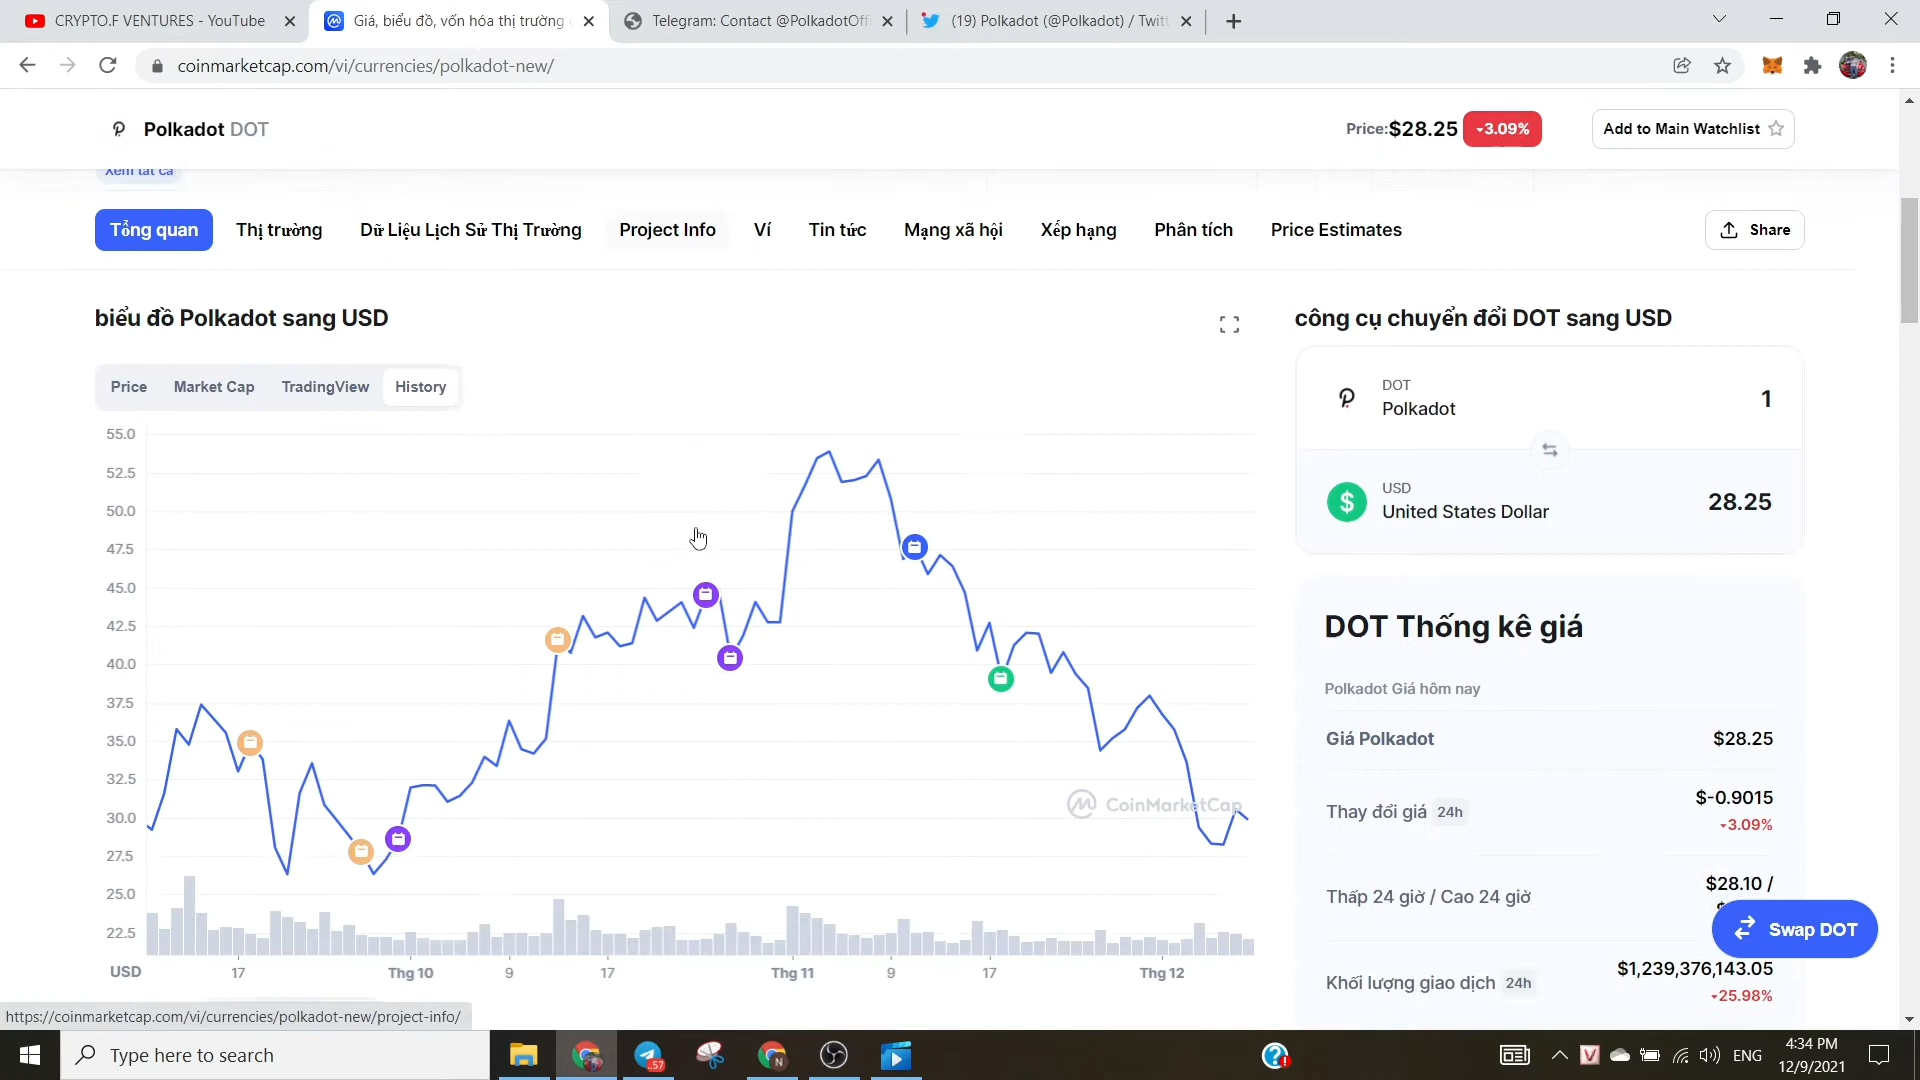 CRYPTO.F VENTURES - YouTube
Giá, biểu đồ, vốn hóa thị trường
Telegram: Contact @PolkadotOffi
(19) Polkadot (@Polkadot) / Twitt
coinmarketcap.com/vi/currencies/polkadot-new/
Polkadot DOT
Price:$28.25
-3.09%
Add to Main Watchlist
Xem tất cả
Tổng quan
Thị trường
Dữ Liệu Lịch Sử Thị Trường
Project Info
Ví
Tin tức
Mạng xã hội
Xếp hạng
Phân tích
Price Estimates
Share
biểu đồ Polkadot sang USD
công cụ chuyển đổi DOT sang USD
Price
Market Cap
TradingView
History
DOT
Polkadot
1
USD
United States Dollar
28.25
55.0
52.5
50.0
47.5
45.0
42.5
40.0
37.5
35.0
32.5
30.0
27.5
25.0
22.5
USD
17
Thg 10
9
17
Thg 11
9
17
Thg 12
CoinMarketCap
DOT Thống kê giá
Polkadot Giá hôm nay
Giá Polkadot
$28.25
Thay đổi giá 24h
$-0.9015
3.09%
Thấp 24 giờ / Cao 24 giờ
$28.10 /
Swap DOT
Khối lượng giao dịch 24h
$1,239,376,143.05
25.98%
https://coinmarketcap.com/vi/currencies/polkadot-new/project-info/
Type here to search
57
N
V
ENG
4:34 PM
12/9/2021